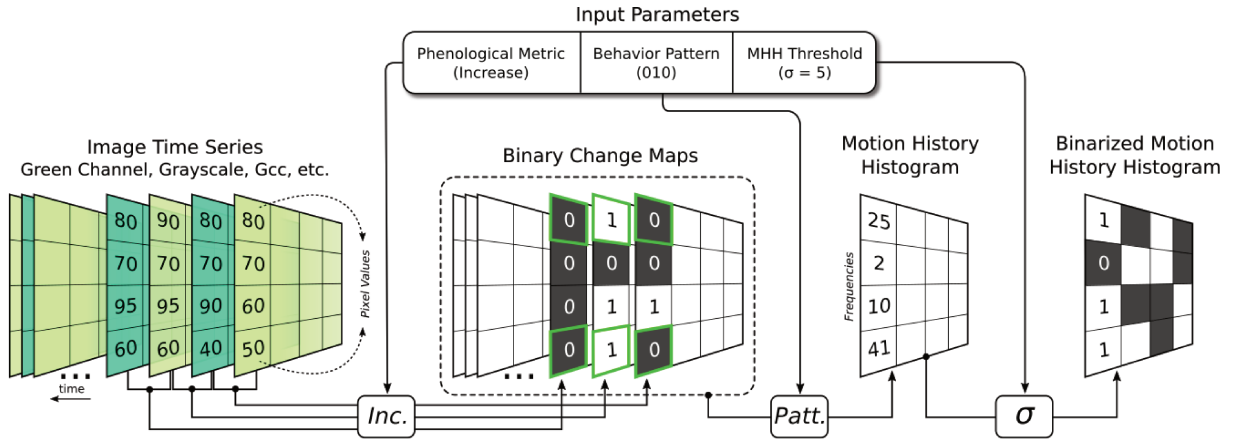 Input Parameters
Phenological Metric
(Increase)
Behavior Pattern
(010)
MHH Threshold
(σ = 5)
Image Time Series
Green Channel, Grayscale, Gcc, etc.
Binary Change Maps
Motion History
Histogram
Binarized Motion
History Histogram
80 90 80 80
70 70 70 70
95 95 90 60
60 60 40 50
Pixel Values
...
time
0 1 0
0 0 0
0 1 1
0 1 0
...
Frequencies
25
2
10
41
1
0
1
1
Inc.
Patt.
σ